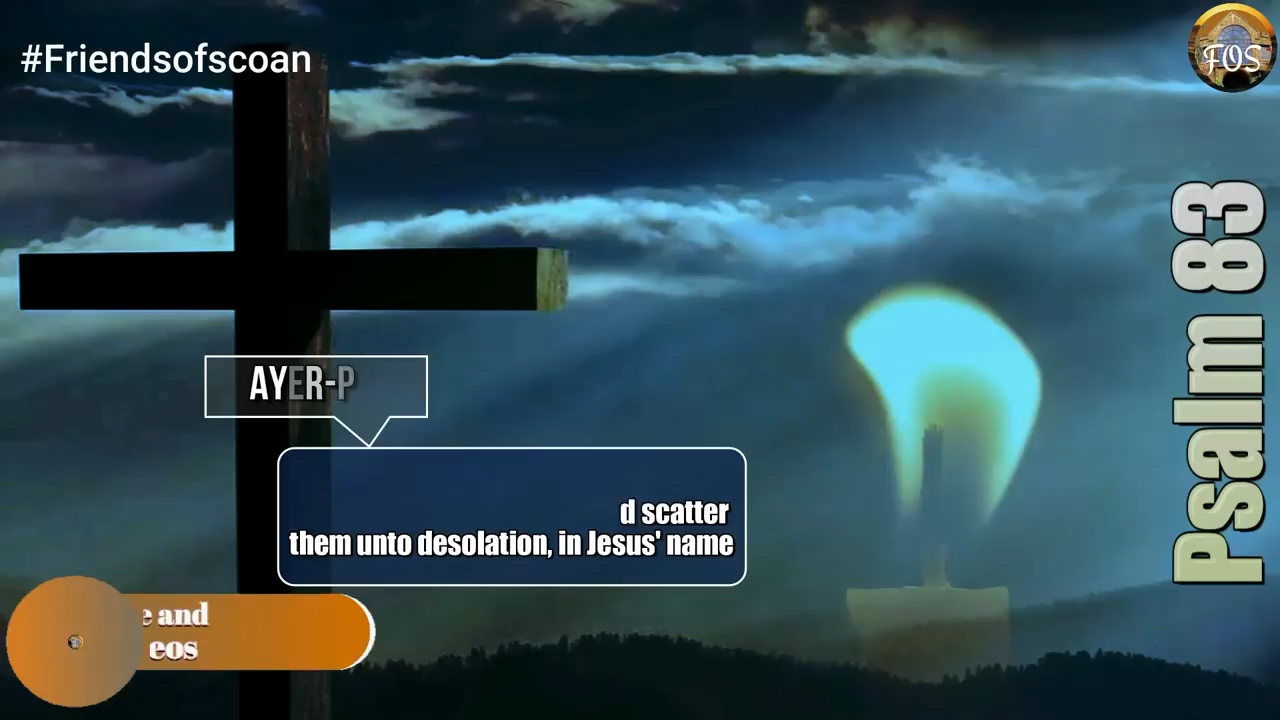 #Friendsofscoan
FOS
Psalm 83
AYER-P
d scatter
them unto desolation, in Jesus' name
e and
eos